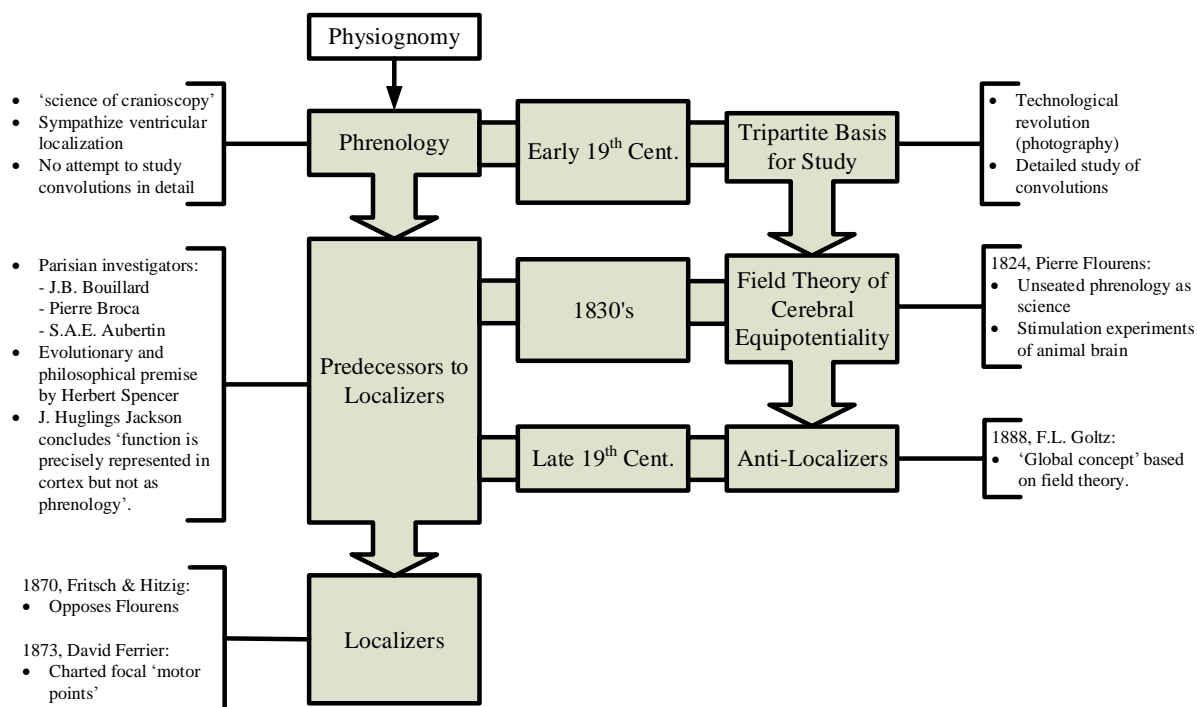 Physiognomy
• ‘science of cranioscopy’
• Sympathize ventricular
localization
• No attempt to study
convolutions in detail
Phrenology
Early 19th Cent.
Tripartite Basis
for Study
• Technological
revolution
(photography)
• Detailed study of
convolutions
• Parisian investigators:
- J.B. Bouillard
- Pierre Broca
- S.A.E. Aubertin
• Evolutionary and
philosophical premise
by Herbert Spencer
• J. Huglings Jackson
concludes ‘function is
precisely represented in
cortex but not as
phrenology’.
Predecessors to
Localizers
1830's
Field Theory of
Cerebral
Equipotentiality
1824, Pierre Flourens:
• Unseated phrenology as
science
• Stimulation experiments
of animal brain
Late 19th Cent.
Anti-Localizers
1888, F.L. Goltz:
• ‘Global concept’ based
on field theory.
1870, Fritsch & Hitzig:
• Opposes Flourens
1873, David Ferrier:
• Charted focal ‘motor
points’
Localizers